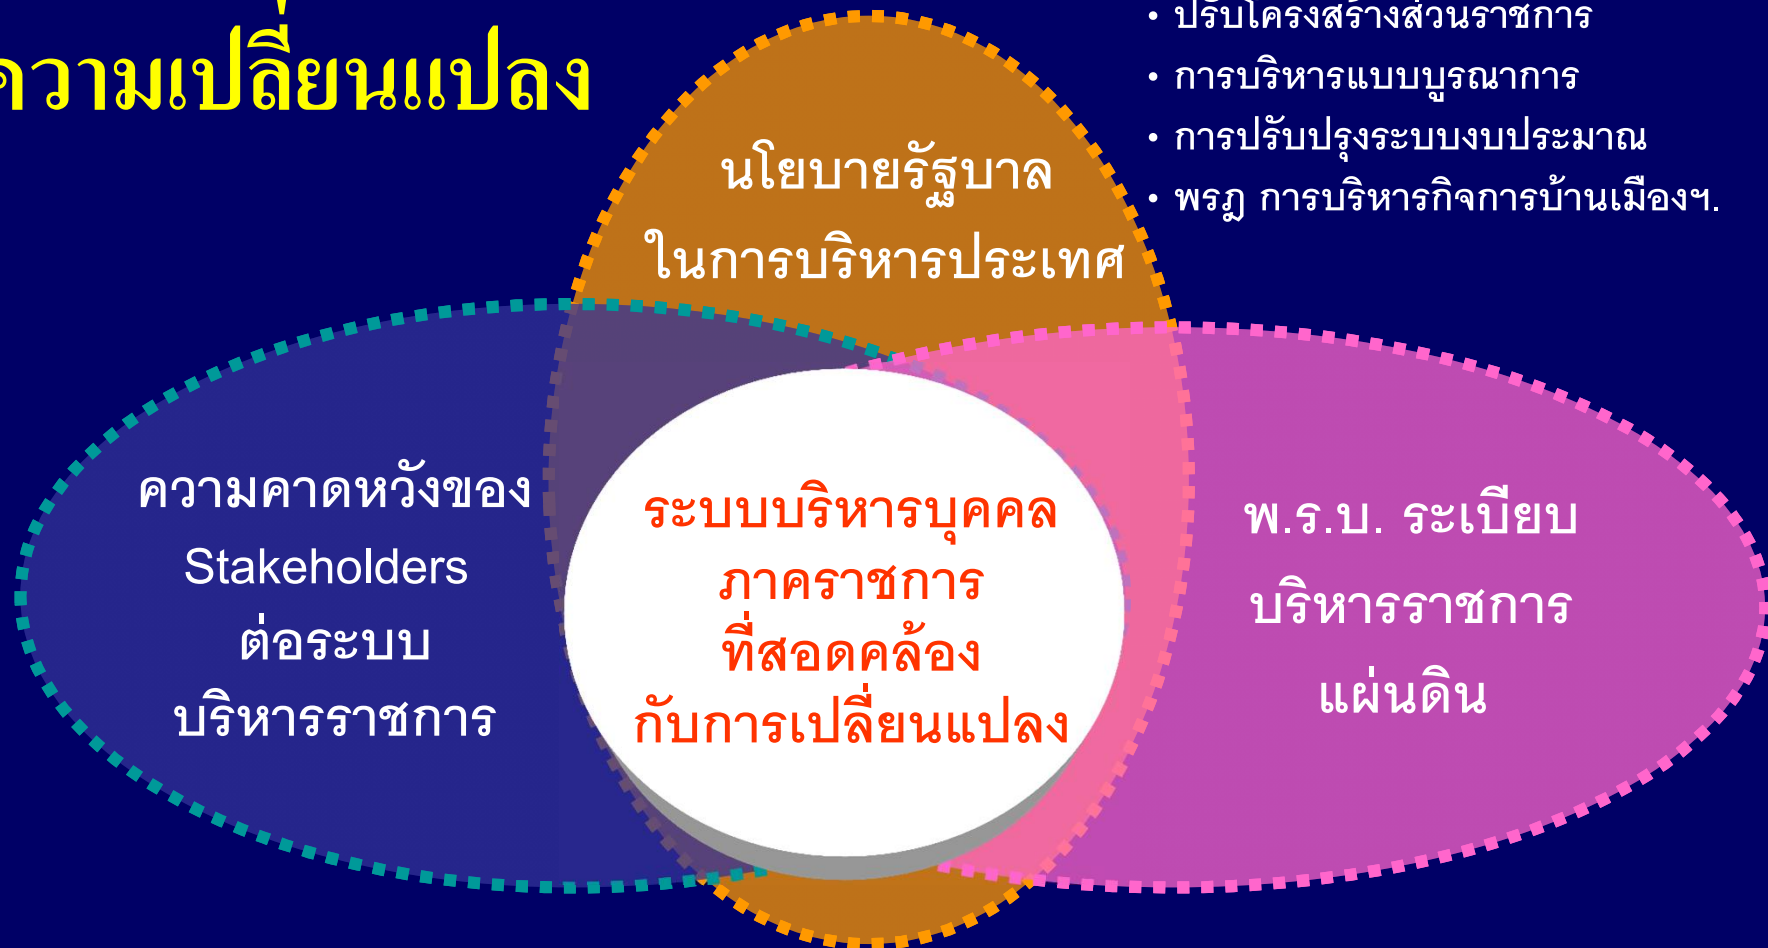 ความเปลี่ยนแปลง
• ปรับโครงสร้างส่วนราชการ
• การบริหารแบบบูรณาการ
• การปรับปรุงระบบงบประมาณ
• พรฎ การบริหารกิจการบ้านเมืองฯ.
นโยบายรัฐบาล
ในการบริหารประเทศ
ความคาดหวังของ
Stakeholders
ต่อระบบ
บริหารราชการ
ระบบบริหารบุคคล
ภาคราชการ
ที่สอดคล้อง
กับการเปลี่ยนแปลง
พ.ร.บ. ระเบียบ
บริหารราชการ
แผ่นดิน